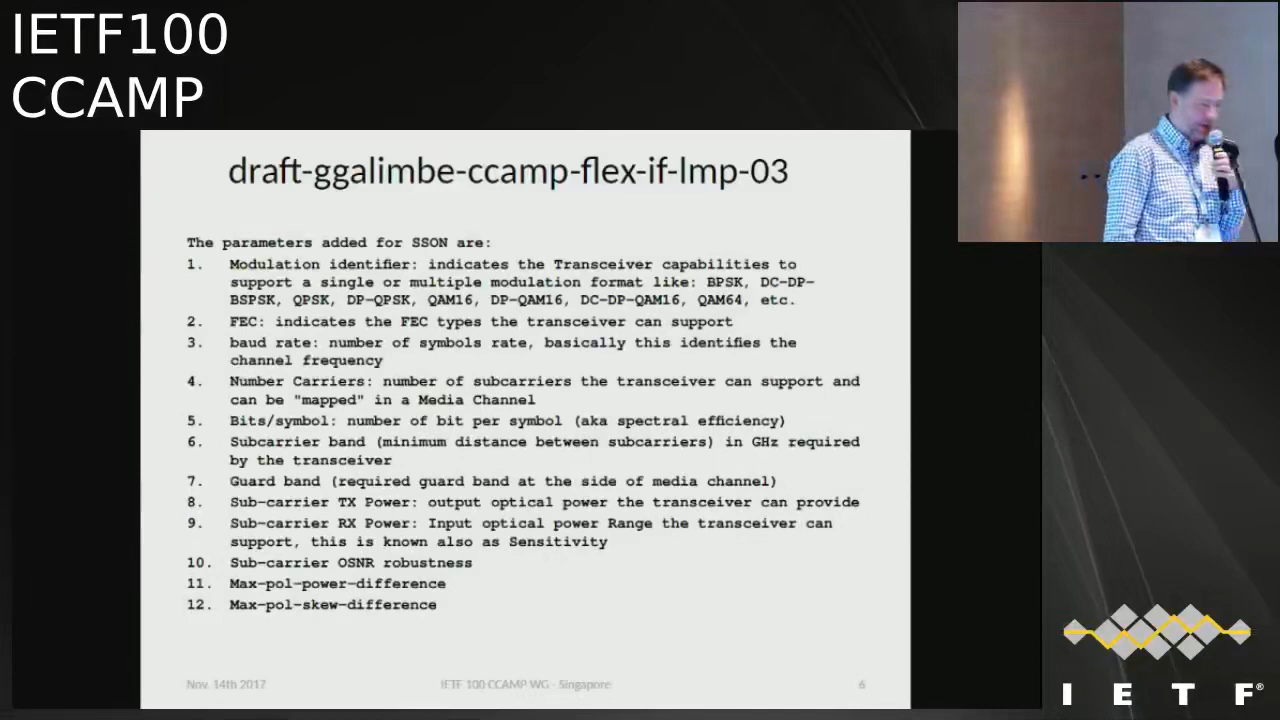 IETF100
CCAMP
draft-ggalimbe-ccamp-flex-if-lmp-03
The parameters added for SSON are:
1. Modulation identifier: indicates the Transceiver capabilities to
support a single or multiple modulation format like: BPSK, DC-DP-
BSPSK, QPSK, DP-QPSK, QAM16, DP-QAM16, DC-DP-QAM16, QAM64, etc.
2. FEC: indicates the FEC types the transceiver can support
3. baud rate: number of symbols rate, basically this identifies the
channel frequency
4. Number Carriers: number of subcarriers the transceiver can support and
can be "mapped" in a Media Channel
5. Bits/symbol: number of bit per symbol (aka spectral efficiency)
6. Subcarrier band (minimum distance between subcarriers) in GHz required
by the transceiver
7. Guard band (required guard band at the side of media channel)
8. Sub-carrier TX Power: output optical power the transceiver can provide
9. Sub-carrier RX Power: Input optical power Range the transceiver can
support, this is known also as Sensitivity
10. Sub-carrier OSNR robustness
11. Max-pol-power-difference
12. Max-pol-skew-difference
Nov. 14th 2017 IETF 100 CCAMP WG - Singapore 6
I E T F®